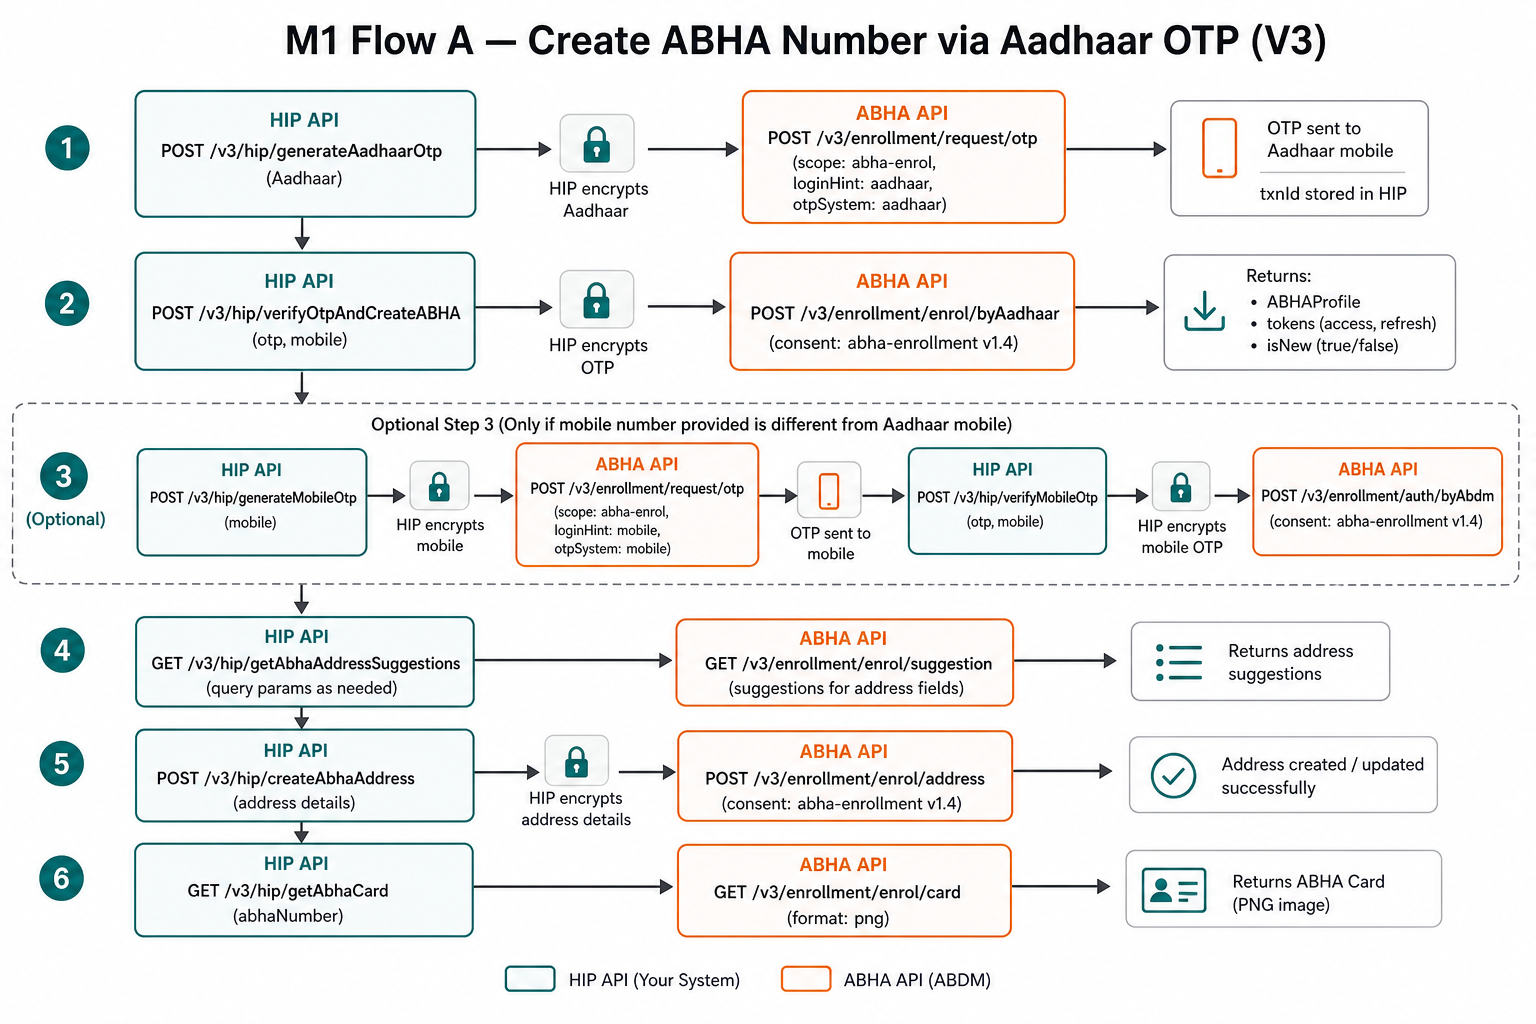 M1 Flow A — Create ABHA Number via Aadhaar OTP (V3)
1
HIP API
POST /v3/hip/generateAadhaarOtp
(Aadhaar)
HIP encrypts
Aadhaar
ABHA API
POST /v3/enrollment/request/otp
(scope: abha-enrol,
loginHint: aadhaar,
otpSystem: aadhaar)
OTP sent to
Aadhaar mobile
txnId stored in HIP
2
HIP API
POST /v3/hip/verifyOtpAndCreateABHA
(otp, mobile)
HIP encrypts
OTP
ABHA API
POST /v3/enrollment/enrol/byAadhaar
(consent: abha-enrollment v1.4)
Returns:
• ABHAProfile
• tokens (access, refresh)
• isNew (true/false)
Optional Step 3 (Only if mobile number provided is different from Aadhaar mobile)
3
(Optional)
HIP API
POST /v3/hip/generateMobileOtp
(mobile)
HIP encrypts
mobile
ABHA API
POST /v3/enrollment/request/otp
(scope: abha-enrol,
loginHint: mobile,
otpSystem: mobile)
OTP sent to
mobile
HIP API
POST /v3/hip/verifyMobileOtp
(otp, mobile)
HIP encrypts
mobile OTP
ABHA API
POST /v3/enrollment/auth/byAbdm
(consent: abha-enrollment v1.4)
4
HIP API
GET /v3/hip/getAbhaAddressSuggestions
(query params as needed)
ABHA API
GET /v3/enrollment/enrol/suggestion
(suggestions for address fields)
Returns address
suggestions
5
HIP API
POST /v3/hip/createAbhaAddress
(address details)
HIP encrypts
address details
ABHA API
POST /v3/enrollment/enrol/address
(consent: abha-enrollment v1.4)
Address created / updated
successfully
6
HIP API
GET /v3/hip/getAbhaCard
(abhaNumber)
ABHA API
GET /v3/enrollment/enrol/card
(format: png)
Returns ABHA Card
(PNG image)
HIP API (Your System)
ABHA API (ABDM)